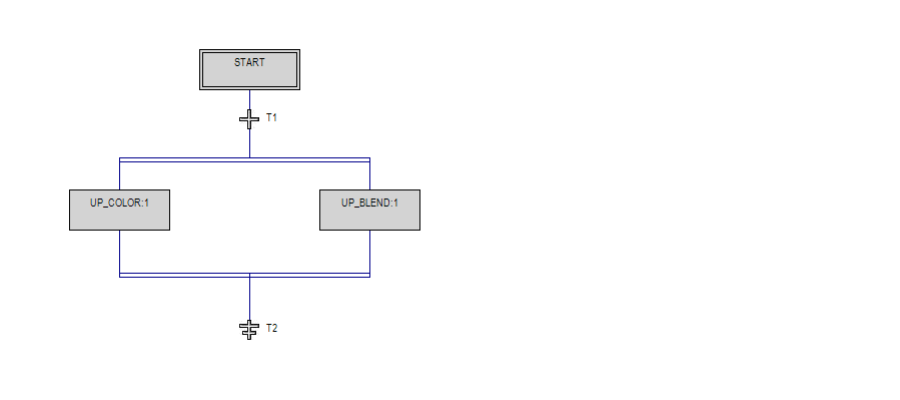 START
T1
UP_COLOR:1
UP_BLEND:1
T2